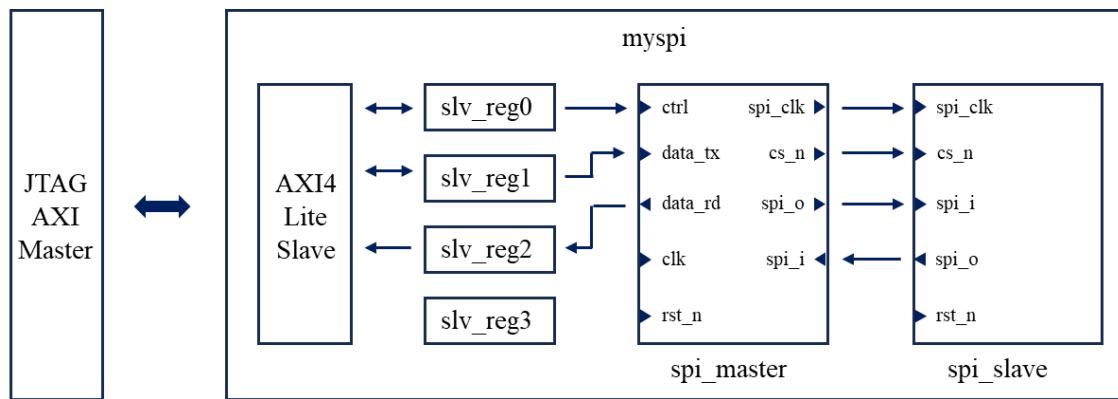 myspi
JTAG
AXI
Master
AXI4
Lite
Slave
slv_reg0
slv_reg1
slv_reg2
slv_reg3
ctrl
data_tx
data_rd
clk
rst_n
spi_clk
cs_n
spi_o
spi_i
spi_master
spi_clk
cs_n
spi_i
spi_o
rst_n
spi_slave